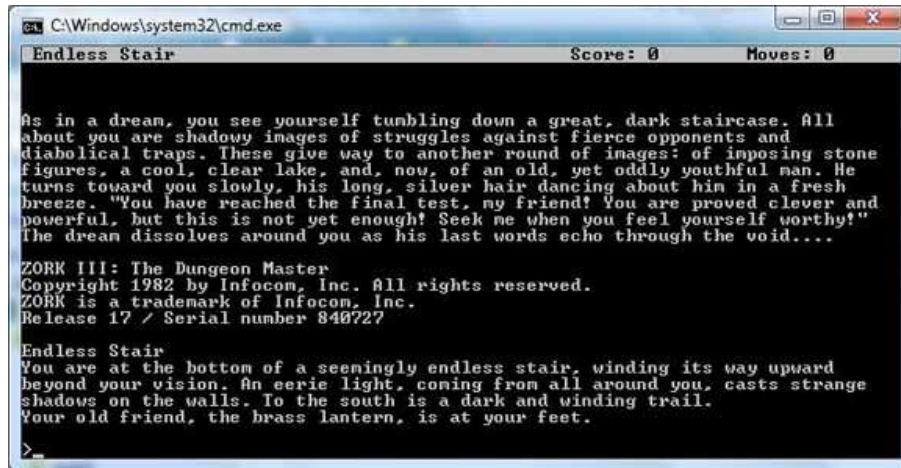 C:\Windows\system32\cmd.exe
Endless Stair Score: 0 Moves: 0
As in a dream, you see yourself tumbling down a great, dark staircase. All
about you are shadowy images of struggles against fierce opponents and
diabolical traps. These give way to another round of images: of imposing stone
figures, a cool, clear lake, and, now, of an old, yet oddly youthful man. He
turns toward you slowly, his long, silver hair dancing about him in a fresh
breeze. "You have reached the final test, my friend! You are proved clever and
powerful, but this is not yet enough! Seek me when you feel yourself worthy!"
The dream dissolves around you as his last words echo through the void....
ZORK III: The Dungeon Master
Copyright 1982 by Infocom, Inc. All rights reserved.
ZORK is a trademark of Infocom, Inc.
Release 17 / Serial number 840727
Endless Stair
You are at the bottom of a seemingly endless stair, winding its way upward
beyond your vision. An eerie light, coming from all around you, casts strange
shadows on the walls. To the south is a dark and winding trail.
Your old friend, the brass lantern, is at your feet.
>_